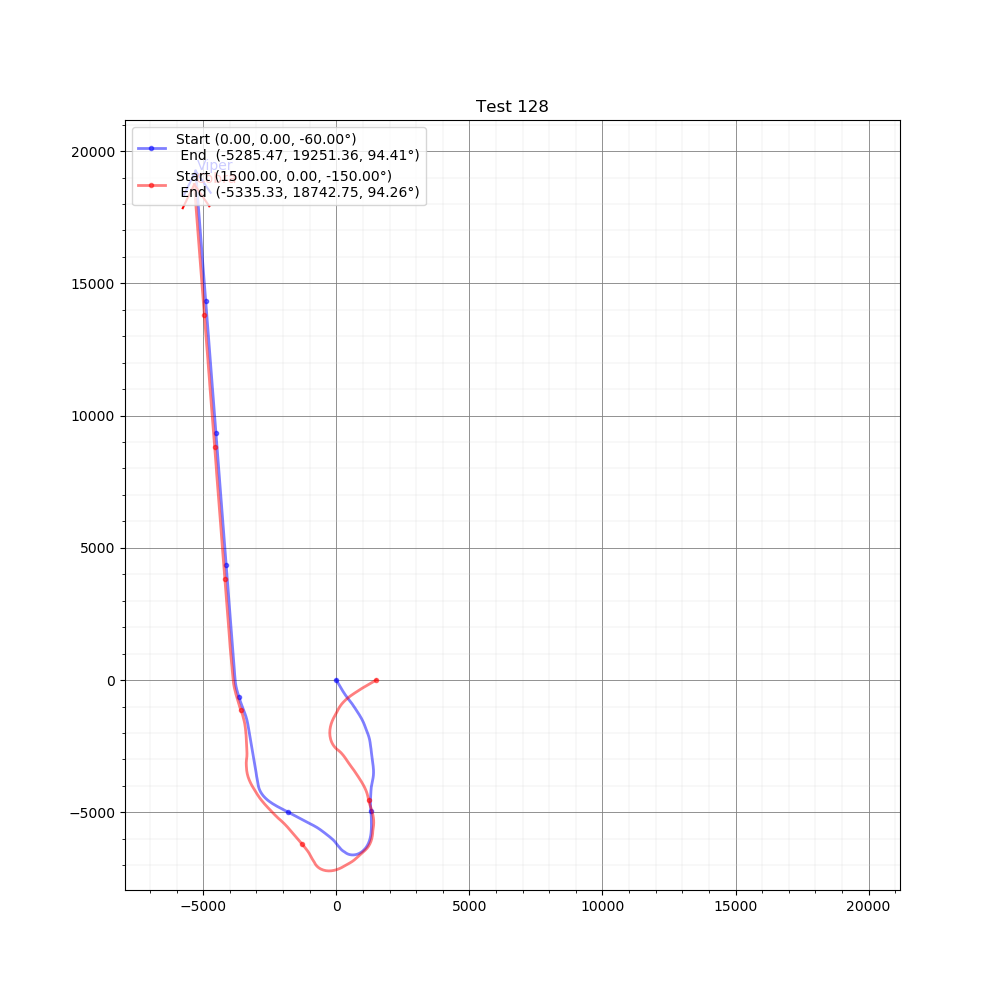 Test 128
Start (0.00, 0.00, -60.00°)
End (-5285.47, 19251.36, 94.41°)
Start (1500.00, 0.00, -150.00°)
End (-5335.33, 18742.75, 94.26°)
Viper
20000
15000
10000
5000
0
−5000
−5000
0
5000
10000
15000
20000